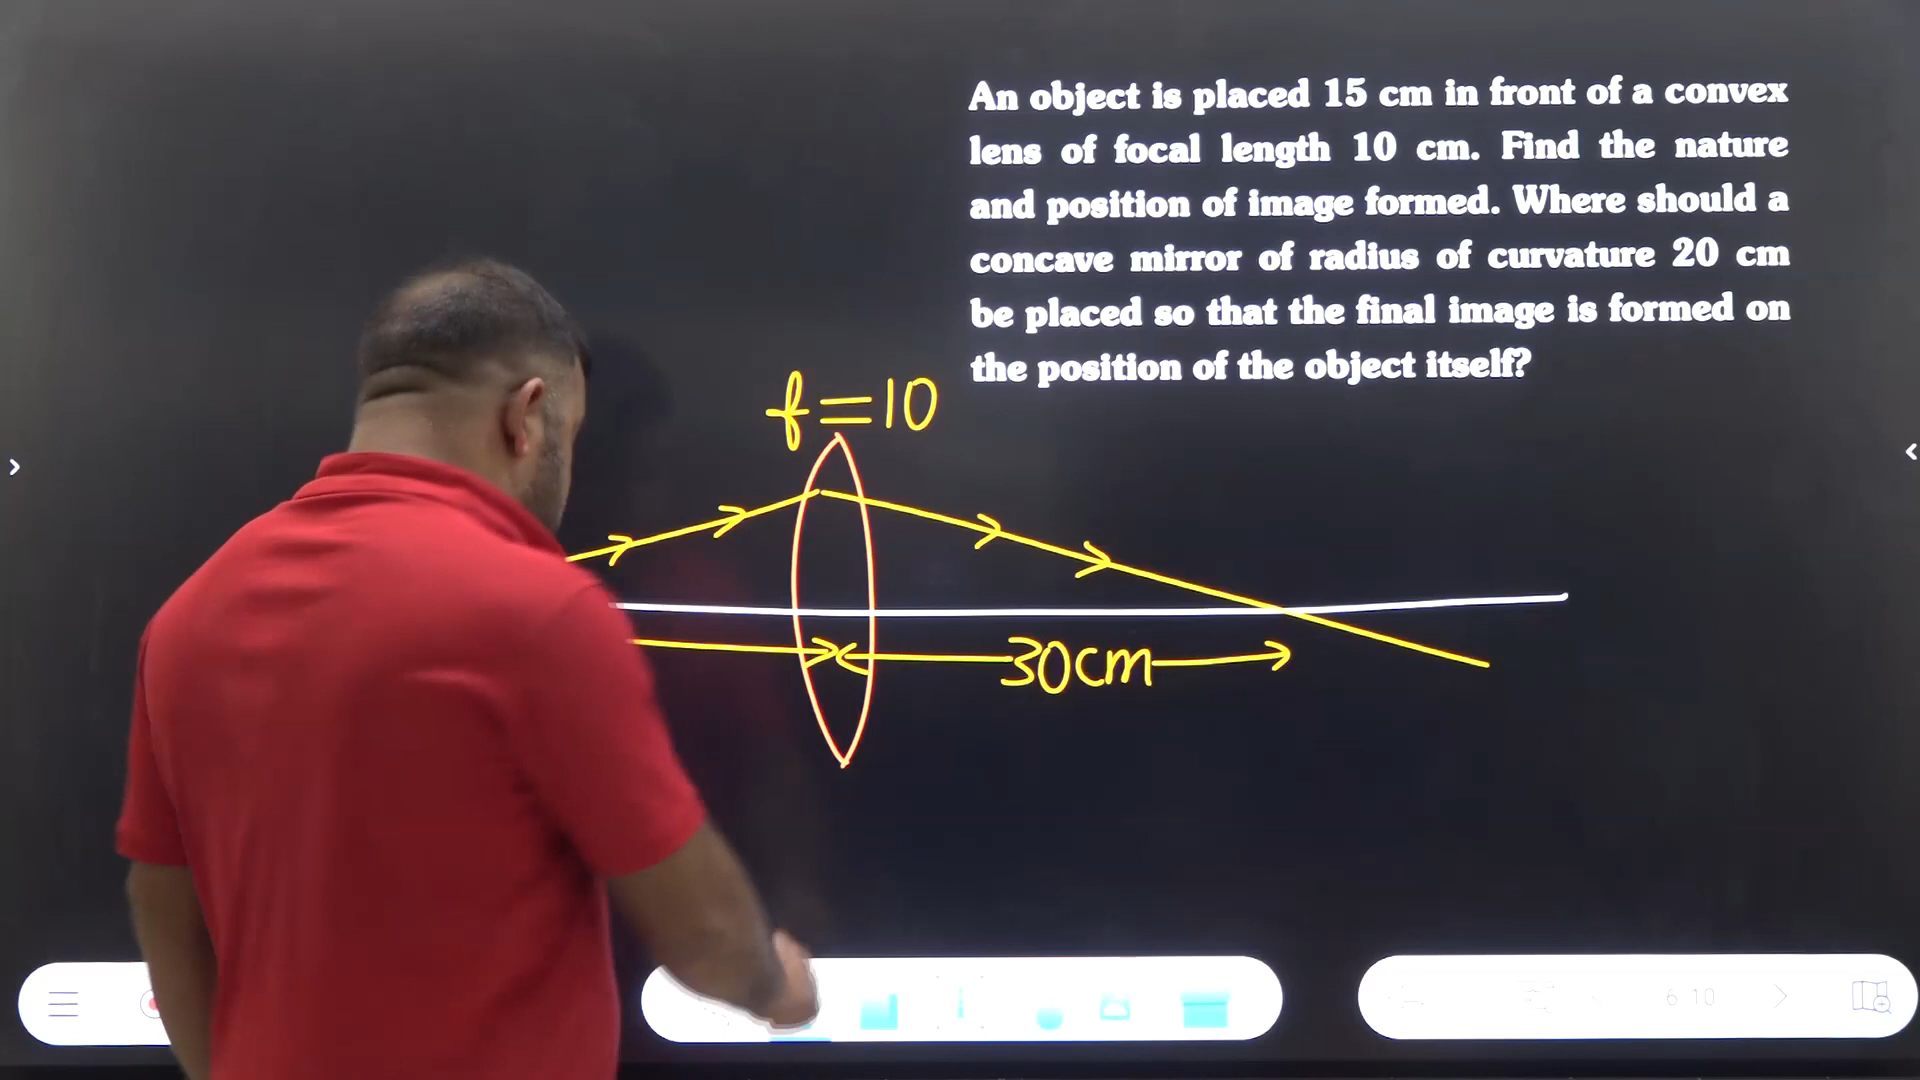 An object is placed 15 cm in front of a convex
lens of focal length 10 cm. Find the nature
and position of image formed. Where should a
concave mirror of radius of curvature 20 cm
be placed so that the final image is formed on
the position of the object itself?
f=10
30cm
6 10